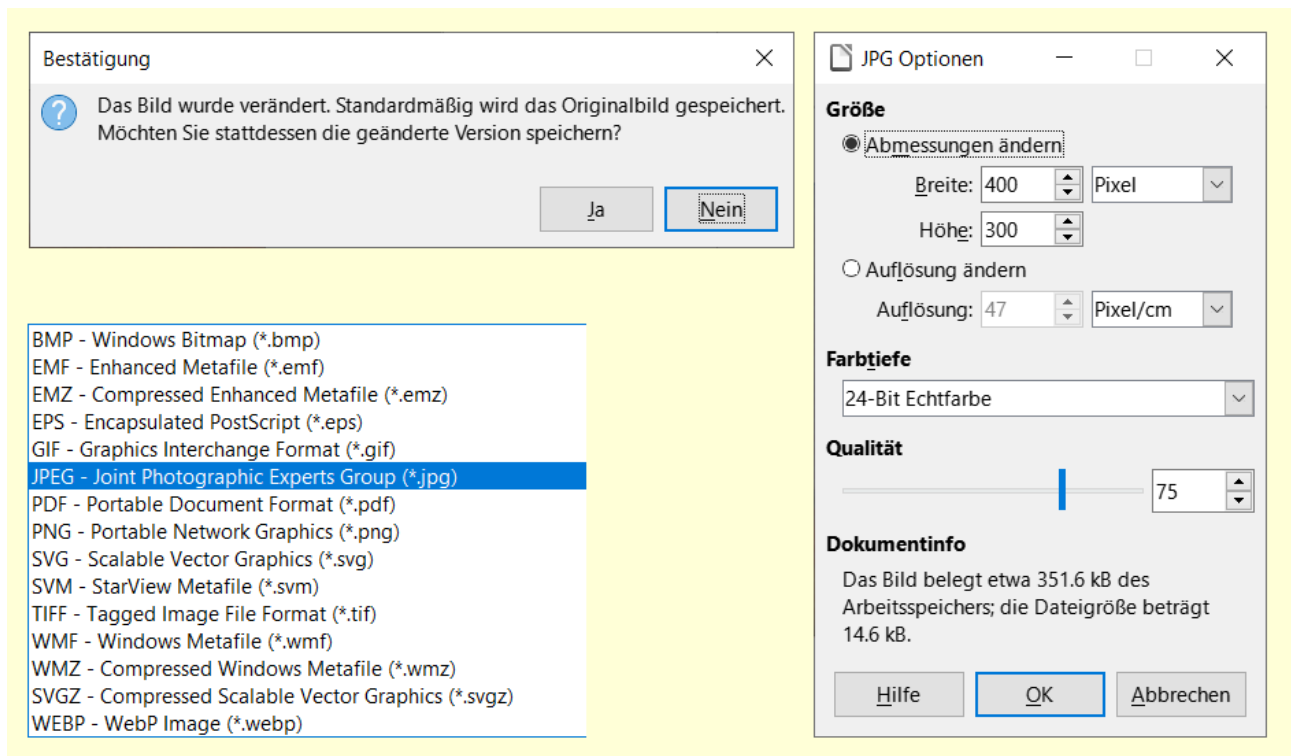 Bestätigung
Das Bild wurde verändert. Standardmäßig wird das Originalbild gespeichert.
Möchten Sie stattdessen die geänderte Version speichern?
Ja
Nein
BMP - Windows Bitmap (*.bmp)
EMF - Enhanced Metafile (*.emf)
EMZ - Compressed Enhanced Metafile (*.emz)
EPS - Encapsulated PostScript (*.eps)
GIF - Graphics Interchange Format (*.gif)
JPEG - Joint Photographic Experts Group (*.jpg)
PDF - Portable Document Format (*.pdf)
PNG - Portable Network Graphics (*.png)
SVG - Scalable Vector Graphics (*.svg)
SVM - StarView Metafile (*.svm)
TIFF - Tagged Image File Format (*.tif)
WMF - Windows Metafile (*.wmf)
WMZ - Compressed Windows Metafile (*.wmz)
SVGZ - Compressed Scalable Vector Graphics (*.svgz)
WEBP - WebP Image (*.webp)
JPG Optionen
Größe
Abmessungen ändern
Breite: 400 Pixel
Höhe: 300
Auflösung ändern
Auflösung: 47 Pixel/cm
Farbtiefe
24-Bit Echtfarbe
Qualität
75
Dokumentinfo
Das Bild belegt etwa 351.6 kB des
Arbeitsspeichers; die Dateigröße beträgt
14.6 kB.
Hilfe
OK
Abbrechen